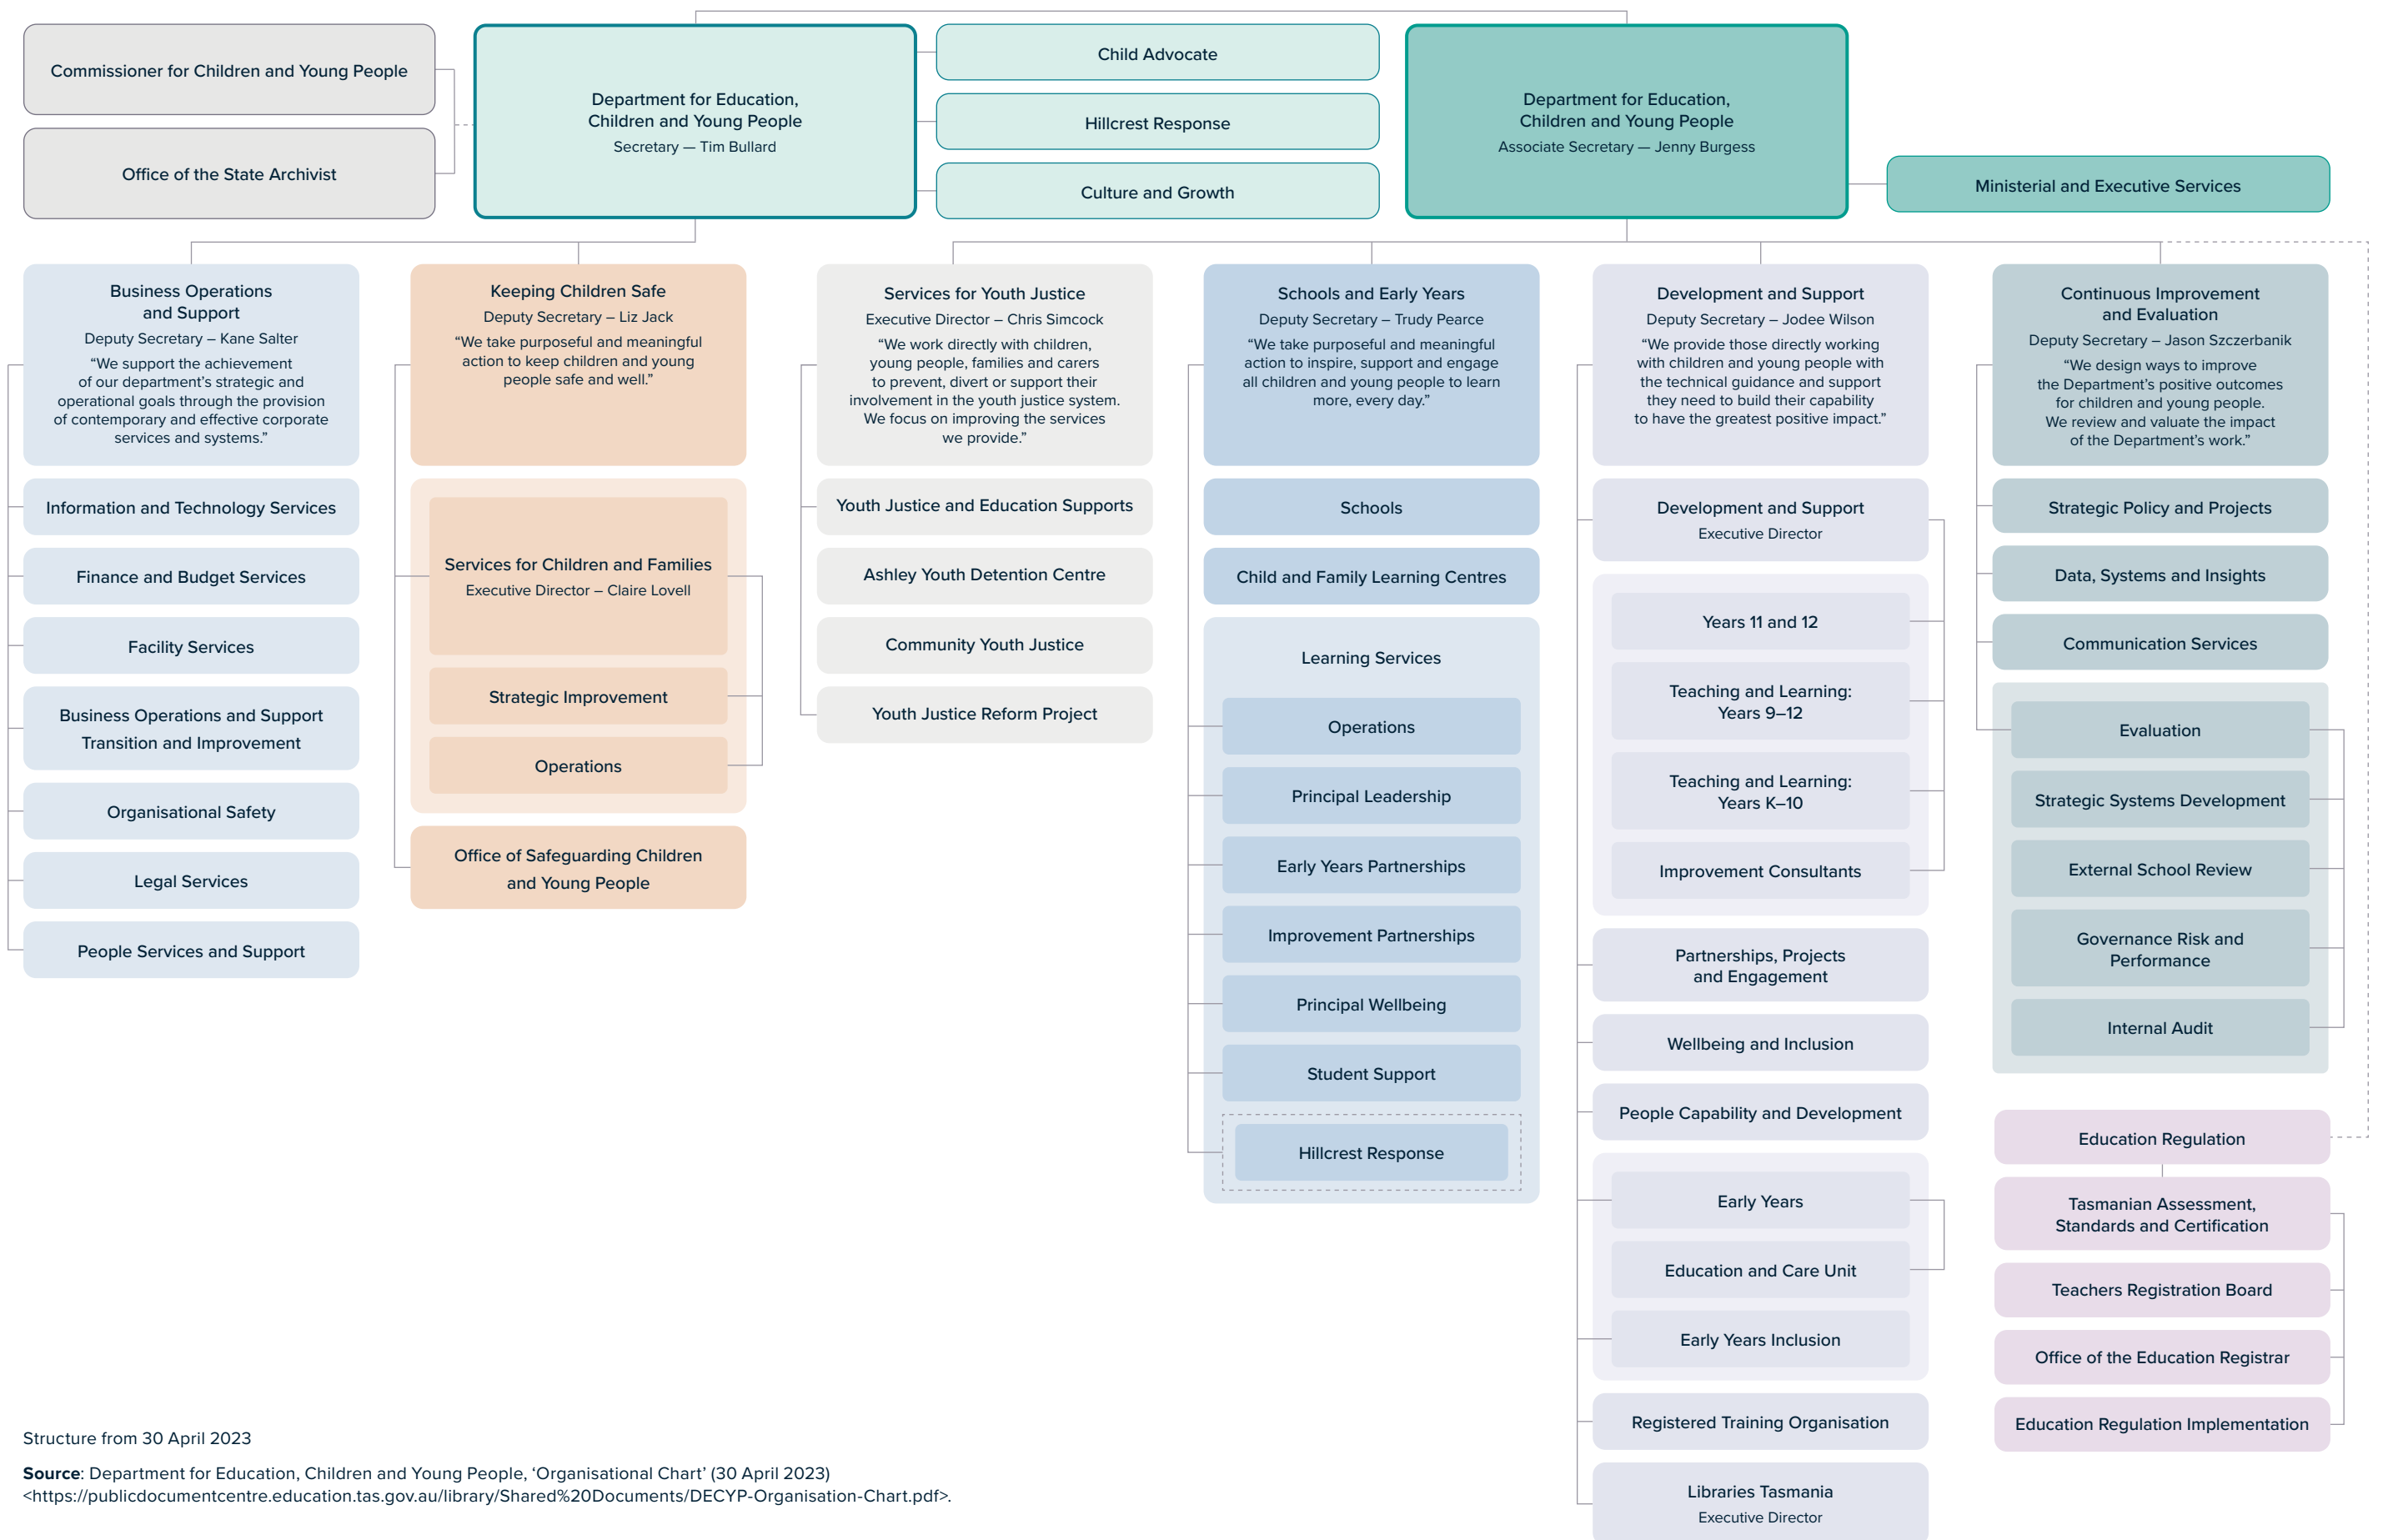 Commissioner for Children and Young People
Office of the State Archivist
Department for Education,
Children and Young People
Secretary — Tim Bullard
Child Advocate
Hillcrest Response
Culture and Growth
Department for Education,
Children and Young People
Associate Secretary — Jenny Burgess
Ministerial and Executive Services
Business Operations
and Support
Deputy Secretary – Kane Salter
“We support the achievement
of our department’s strategic and
operational goals through the provision
of contemporary and effective corporate
services and systems.”
Information and Technology Services
Finance and Budget Services
Facility Services
Business Operations and Support
Transition and Improvement
Organisational Safety
Legal Services
People Services and Support
Keeping Children Safe
Deputy Secretary – Liz Jack
“We take purposeful and meaningful
action to keep children and young
people safe and well.”
Services for Children and Families
Executive Director – Claire Lovell
Strategic Improvement
Operations
Office of Safeguarding Children
and Young People
Services for Youth Justice
Executive Director – Chris Simcock
“We work directly with children,
young people, families and carers
to prevent, divert or support their
involvement in the youth justice system.
We focus on improving the services
we provide.”
Youth Justice and Education Supports
Ashley Youth Detention Centre
Community Youth Justice
Youth Justice Reform Project
Schools and Early Years
Deputy Secretary – Trudy Pearce
“We take purposeful and meaningful
action to inspire, support and engage
all children and young people to learn
more, every day.”
Schools
Child and Family Learning Centres
Learning Services
Operations
Principal Leadership
Early Years Partnerships
Improvement Partnerships
Principal Wellbeing
Student Support
Hillcrest Response
Development and Support
Deputy Secretary – Jodee Wilson
“We provide those directly working
with children and young people with
the technical guidance and support
they need to build their capability
to have the greatest positive impact.”
Development and Support
Executive Director
Years 11 and 12
Teaching and Learning:
Years 9–12
Teaching and Learning:
Years K–10
Improvement Consultants
Partnerships, Projects
and Engagement
Wellbeing and Inclusion
People Capability and Development
Early Years
Education and Care Unit
Early Years Inclusion
Registered Training Organisation
Libraries Tasmania
Executive Director
Continuous Improvement
and Evaluation
Deputy Secretary – Jason Szczerbanik
“We design ways to improve
the Department’s positive outcomes
for children and young people.
We review and valuate the impact
of the Department’s work.”
Strategic Policy and Projects
Data, Systems and Insights
Communication Services
Evaluation
Strategic Systems Development
External School Review
Governance Risk and
Performance
Internal Audit
Education Regulation
Tasmanian Assessment,
Standards and Certification
Teachers Registration Board
Office of the Education Registrar
Education Regulation Implementation
Structure from 30 April 2023
Source: Department for Education, Children and Young People, ‘Organisational Chart’ (30 April 2023)
<https://publicdocumentcentre.education.tas.gov.au/library/Shared%20Documents/DECYP-Organisation-Chart.pdf>.